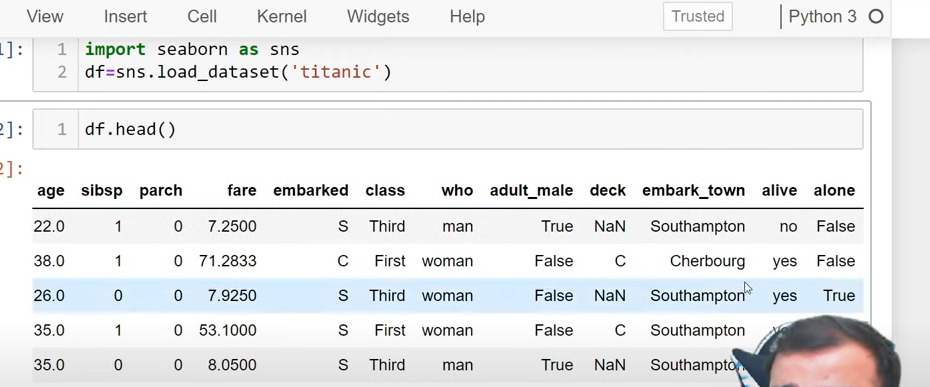 View Insert Cell Kernel Widgets Help Trusted Python 3
1 import seaborn as sns
2 df=sns.load_dataset('titanic')
2]: 1 df.head()
2]:
age sibsp parch fare embarked class who adult_male deck embark_town alive alone
22.0 1 0 7.2500 S Third man True NaN Southampton no False
38.0 1 0 71.2833 C First woman False C Cherbourg yes False
26.0 0 0 7.9250 S Third woman False NaN Southampton yes True
35.0 1 0 53.1000 S First woman False C Southampton
35.0 0 0 8.0500 S Third man True NaN Southampton